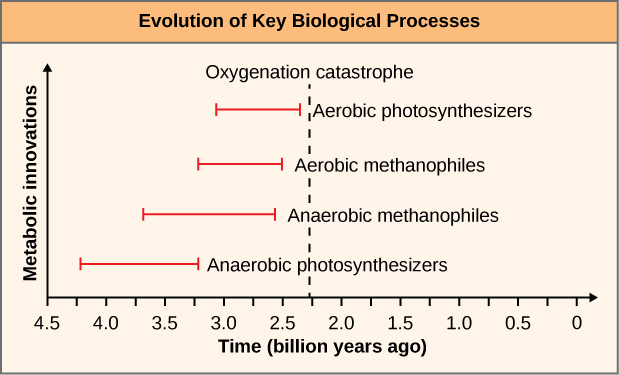 Evolution of Key Biological Processes
Oxygenation catastrophe
Aerobic photosynthesizers
Aerobic methanophiles
Anaerobic methanophiles
Anaerobic photosynthesizers
Metabolic innovations
4.5 4.0 3.5 3.0 2.5 2.0 1.5 1.0 0.5 0
Time (billion years ago)